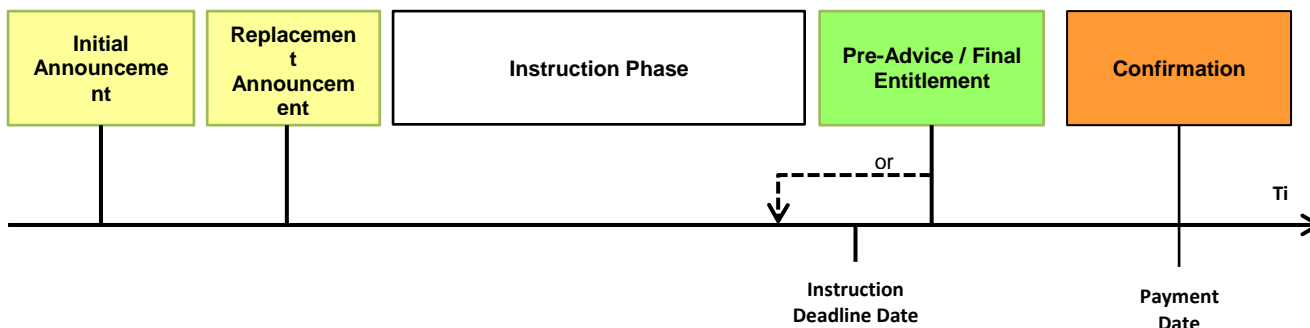 Initial
Announceme
nt
Replacemen
t
Announcem
ent
Instruction Phase
Pre-Advice / Final
Entitlement
Confirmation
or
Ti
Instruction
Deadline Date
Payment
Date